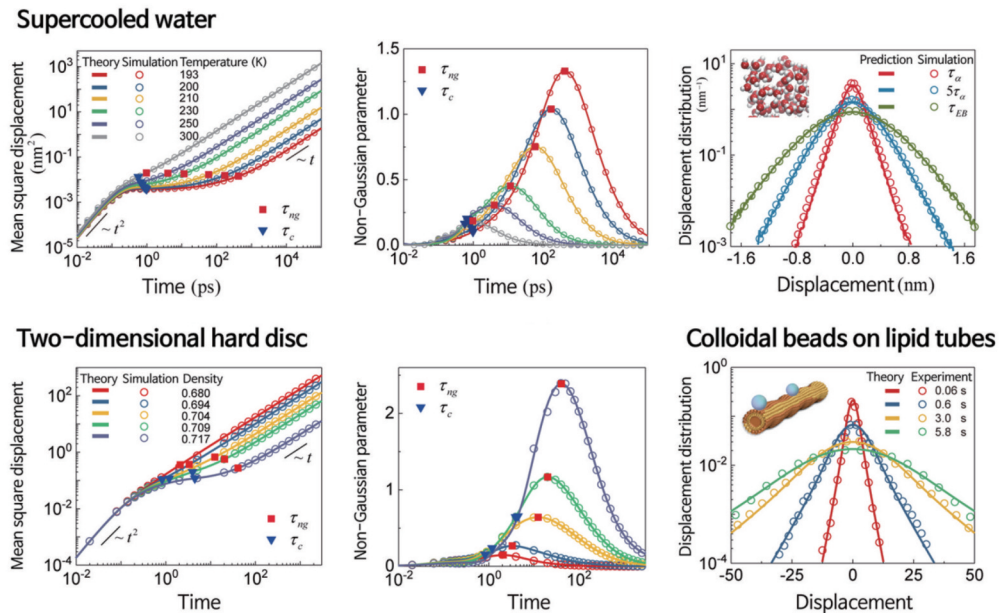 Supercooled water
Mean square displacement
(nm²)
10³
10¹
10⁻¹
10⁻³
10⁻⁵
Theory Simulation Temperature (K)
193
200
210
230
250
300
~ t
~ t²
τng
τc
10⁻² 10⁰ 10² 10⁴
Time (ps)
Non-Gaussian parameter
1.5
1.0
0.5
0.0
τng
τc
10⁻² 10⁰ 10² 10⁴
Time (ps)
Displacement distribution
(nm⁻¹)
10¹
10⁻¹
10⁻³
Prediction Simulation
τα
5τα
τEB
-1.6 -0.8 0.0 0.8 1.6
Displacement (nm)
Two-dimensional hard disc
Mean square displacement
10²
10⁰
10⁻²
10⁻⁴
Theory Simulation Density
0.680
0.694
0.704
0.709
0.717
~ t
~ t²
τng
τc
10⁻² 10⁰ 10²
Time
Non-Gaussian parameter
2
1
0
τng
τc
10⁻² 10⁰ 10²
Time
Colloidal beads on lipid tubes
Displacement distribution
10⁰
10⁻²
10⁻⁴
Theory Experiment
0.06 s
0.6 s
3.0 s
5.8 s
-50 -25 0 25 50
Displacement